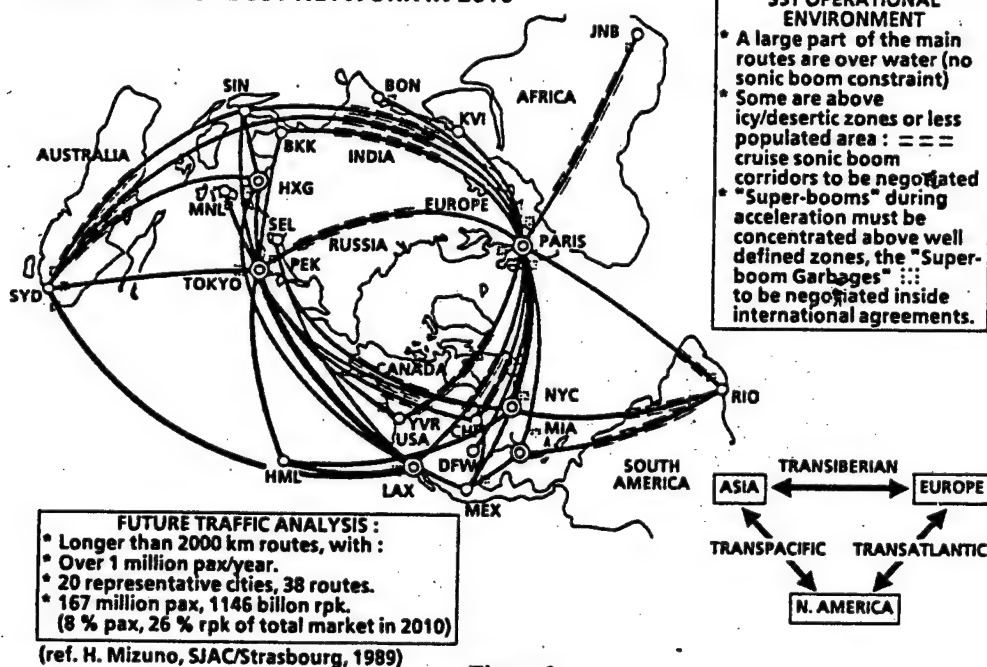 SST OPERATIONAL
ENVIRONMENT
* A large part of the main
routes are over water (no
sonic boom constraint)
* Some are above
icy/desertic zones or less
populated area : ===
cruise sonic boom
corridors to be negotiated
* "Super-booms" during
acceleration must be
concentrated above well
defined zones, the "Super-
boom Garbages"
to be negotiated inside
international agreements.
JNB
SIN
BON
AFRICA
KVI
BKK
AUSTRALIA
INDIA
HXG
MNL
EUROPE
SEL
RUSSIA
PARIS
PEK
TOKYO
SYD
CANADA
NYC
RIO
YVR
USA
CHI
MIA
DFW
HML
LAX
SOUTH
AMERICA
MEX
TRANSIBERIAN
ASIA
EUROPE
TRANSPACIFIC
TRANSATLANTIC
N. AMERICA
FUTURE TRAFFIC ANALYSIS :
* Longer than 2000 km routes, with :
* Over 1 million pax/year.
* 20 representative cities, 38 routes.
* 167 million pax, 1146 billon rpk.
(8 % pax, 26 % rpk of total market in 2010)
(ref. H. Mizuno, SJAC/Strasbourg, 1989)